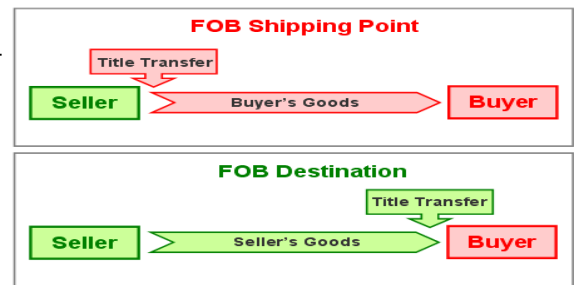 FOB Shipping Point
Title Transfer
Seller
Buyer's Goods
Buyer
FOB Destination
Title Transfer
Seller
Seller's Goods
Buyer